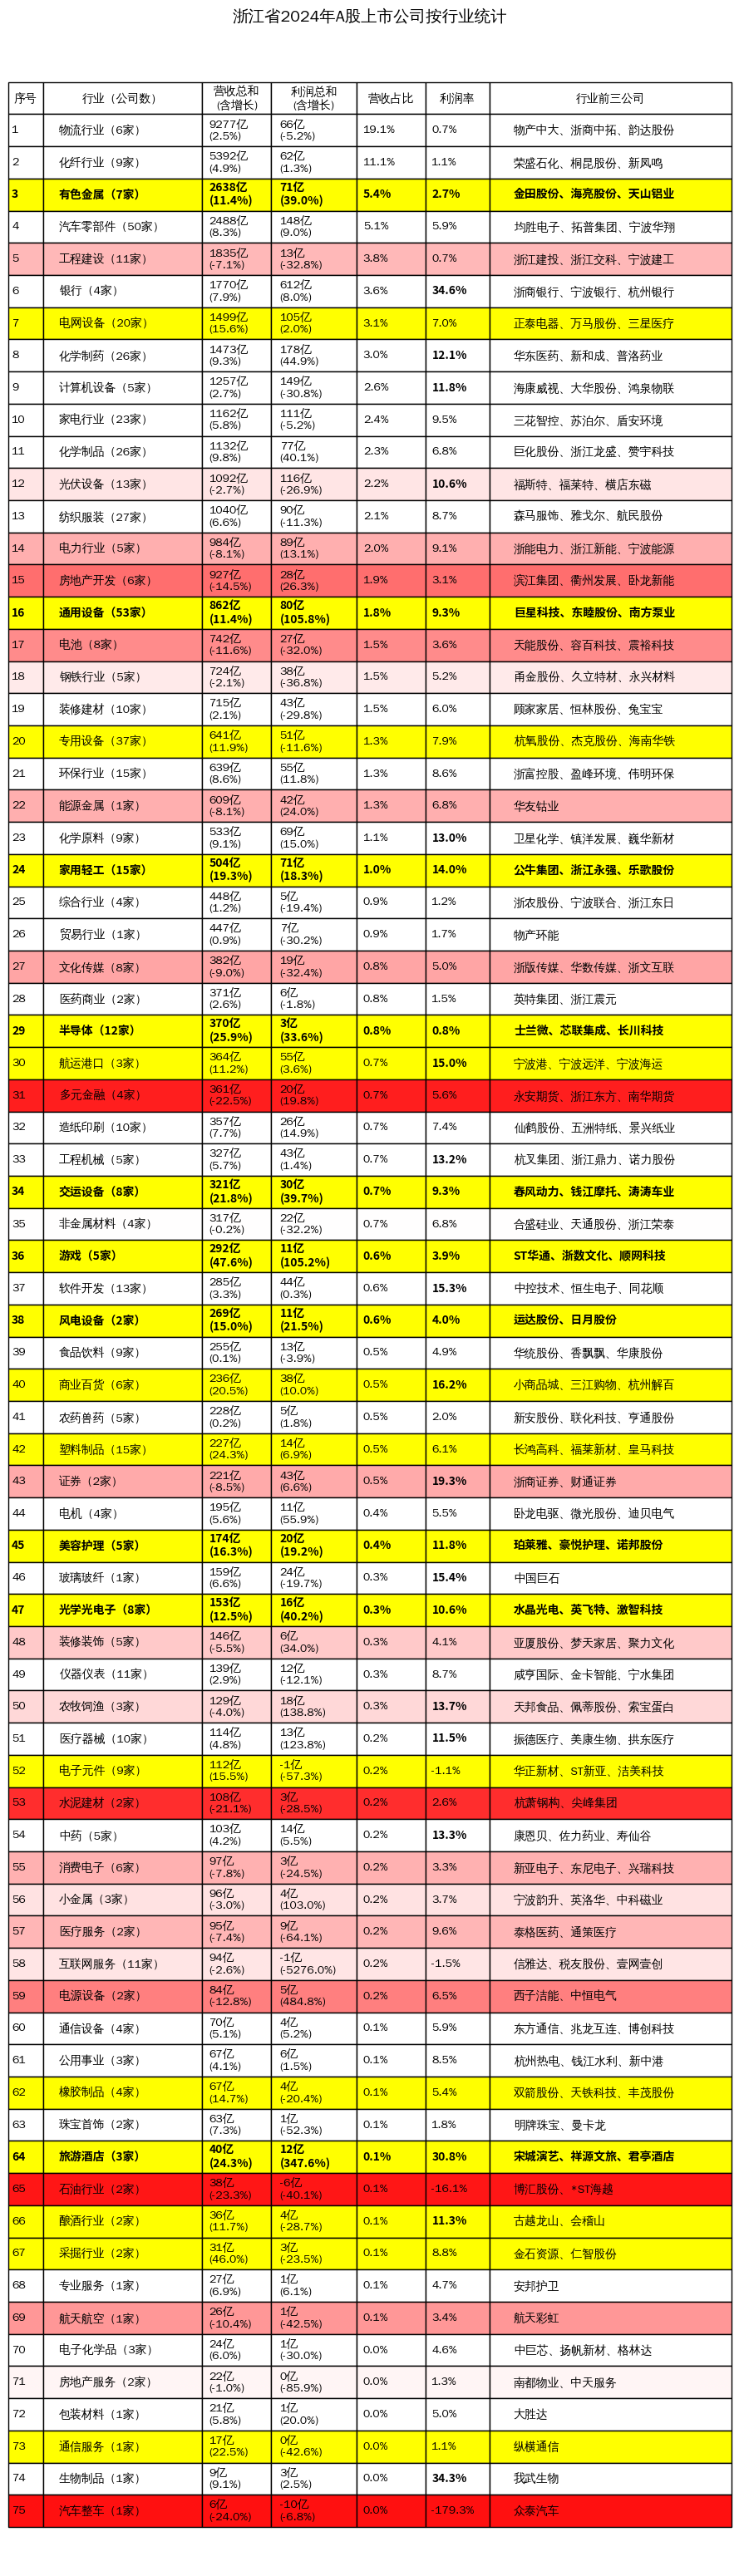 浙江省2024年A股上市公司按行业统计
序号 行业（公司数） 营收总和（含增长） 利润总和（含增长） 营收占比 利润率 行业前三公司
1 物流行业（6家） 9277亿 (2.5%) 66亿 (-5.2%) 19.1% 0.7% 物产中大、浙商中拓、韵达股份
2 化纤行业（9家） 5392亿 (4.9%) 62亿 (1.3%) 11.1% 1.1% 荣盛石化、桐昆股份、新凤鸣
3 有色金属（7家） 2638亿 (11.4%) 71亿 (39.0%) 5.4% 2.7% 金田股份、海亮股份、天山铝业
4 汽车零部件（50家） 2488亿 (8.3%) 148亿 (9.0%) 5.1% 5.9% 均胜电子、拓普集团、宁波华翔
5 工程建设（11家） 1835亿 (-7.1%) 13亿 (-32.8%) 3.8% 0.7% 浙江建投、浙江交科、宁波建工
6 银行（4家） 1770亿 (7.9%) 612亿 (8.0%) 3.6% 34.6% 浙商银行、宁波银行、杭州银行
7 电网设备（20家） 1499亿 (15.6%) 105亿 (2.0%) 3.1% 7.0% 正泰电器、万马股份、三星医疗
8 化学制药（26家） 1473亿 (9.3%) 178亿 (44.9%) 3.0% 12.1% 华东医药、新和成、普洛药业
9 计算机设备（5家） 1257亿 (2.7%) 149亿 (-30.8%) 2.6% 11.8% 海康威视、大华股份、鸿泉物联
10 家电行业（23家） 1162亿 (5.8%) 111亿 (-5.2%) 2.4% 9.5% 三花智控、苏泊尔、盾安环境
11 化学制品（26家） 1132亿 (9.8%) 77亿 (40.1%) 2.3% 6.8% 巨化股份、浙江龙盛、赞宇科技
12 光伏设备（13家） 1092亿 (-2.7%) 116亿 (-26.9%) 2.2% 10.6% 福斯特、福莱特、横店东磁
13 纺织服装（27家） 1040亿 (6.6%) 90亿 (-11.3%) 2.1% 8.7% 森马服饰、雅戈尔、航民股份
14 电力行业（5家） 984亿 (-8.1%) 89亿 (13.1%) 2.0% 9.1% 浙能电力、浙江新能、宁波能源
15 房地产开发（6家） 927亿 (-14.5%) 28亿 (26.3%) 1.9% 3.1% 滨江集团、衢州发展、卧龙新能
16 通用设备（53家） 862亿 (11.4%) 80亿 (105.8%) 1.8% 9.3% 巨星科技、东睦股份、南方泵业
17 电池（8家） 742亿 (-11.6%) 27亿 (-32.0%) 1.5% 3.6% 天能股份、容百科技、震裕科技
18 钢铁行业（5家） 724亿 (-2.1%) 38亿 (-36.8%) 1.5% 5.2% 甬金股份、久立特材、永兴材料
19 装修建材（10家） 715亿 (2.1%) 43亿 (-29.8%) 1.5% 6.0% 顾家家居、恒林股份、兔宝宝
20 专用设备（37家） 641亿 (11.9%) 51亿 (-11.6%) 1.3% 7.9% 杭氧股份、杰克股份、海南华铁
21 环保行业（15家） 639亿 (8.6%) 55亿 (11.8%) 1.3% 8.6% 浙富控股、盈峰环境、伟明环保
22 能源金属（1家） 609亿 (-8.1%) 42亿 (24.0%) 1.3% 6.8% 华友钴业
23 化学原料（9家） 533亿 (9.1%) 69亿 (15.0%) 1.1% 13.0% 卫星化学、镇洋发展、巍华新材
24 家用轻工（15家） 504亿 (19.3%) 71亿 (18.3%) 1.0% 14.0% 公牛集团、浙江永强、乐歌股份
25 综合行业（4家） 448亿 (1.2%) 5亿 (-19.4%) 0.9% 1.2% 浙农股份、宁波联合、浙江东日
26 贸易行业（1家） 447亿 (0.9%) 7亿 (-30.2%) 0.9% 1.7% 物产环能
27 文化传媒（8家） 382亿 (-9.0%) 19亿 (-32.4%) 0.8% 5.0% 浙版传媒、华数传媒、浙文互联
28 医药商业（2家） 371亿 (2.6%) 6亿 (-1.8%) 0.8% 1.5% 英特集团、浙江震元
29 半导体（12家） 370亿 (25.9%) 3亿 (33.6%) 0.8% 0.8% 士兰微、芯联集成、长川科技
30 航运港口（3家） 364亿 (11.2%) 55亿 (3.6%) 0.7% 15.0% 宁波港、宁波远洋、宁波海运
31 多元金融（4家） 361亿 (-22.5%) 20亿 (19.8%) 0.7% 5.6% 永安期货、浙江东方、南华期货
32 造纸印刷（10家） 357亿 (7.7%) 26亿 (14.9%) 0.7% 7.4% 仙鹤股份、五洲特纸、景兴纸业
33 工程机械（5家） 327亿 (5.7%) 43亿 (1.4%) 0.7% 13.2% 杭叉集团、浙江鼎力、诺力股份
34 交运设备（8家） 321亿 (21.8%) 30亿 (39.7%) 0.7% 9.3% 春风动力、钱江摩托、涛涛车业
35 非金属材料（4家） 317亿 (-0.2%) 22亿 (-32.2%) 0.7% 6.8% 合盛硅业、天通股份、浙江荣泰
36 游戏（5家） 292亿 (47.6%) 11亿 (105.2%) 0.6% 3.9% ST华通、浙数文化、顺网科技
37 软件开发（13家） 285亿 (3.3%) 44亿 (0.3%) 0.6% 15.3% 中控技术、恒生电子、同花顺
38 风电设备（2家） 269亿 (15.0%) 11亿 (21.5%) 0.6% 4.0% 运达股份、日月股份
39 食品饮料（9家） 255亿 (0.1%) 13亿 (-3.9%) 0.5% 4.9% 华统股份、香飘飘、华康股份
40 商业百货（6家） 236亿 (20.5%) 38亿 (10.0%) 0.5% 16.2% 小商品城、三江购物、杭州解百
41 农药兽药（5家） 228亿 (0.2%) 5亿 (1.8%) 0.5% 2.0% 新安股份、联化科技、亨通股份
42 塑料制品（15家） 227亿 (24.3%) 14亿 (6.9%) 0.5% 6.1% 长鸿高科、福莱新材、皇马科技
43 证券（2家） 221亿 (-8.5%) 43亿 (6.6%) 0.5% 19.3% 浙商证券、财通证券
44 电机（4家） 195亿 (5.6%) 11亿 (55.9%) 0.4% 5.5% 卧龙电驱、微光股份、迪贝电气
45 美容护理（5家） 174亿 (16.3%) 20亿 (19.2%) 0.4% 11.8% 珀莱雅、豪悦护理、诺邦股份
46 玻璃玻纤（1家） 159亿 (6.6%) 24亿 (-19.7%) 0.3% 15.4% 中国巨石
47 光学光电子（8家） 153亿 (12.5%) 16亿 (40.2%) 0.3% 10.6% 水晶光电、英飞特、激智科技
48 装修装饰（5家） 146亿 (-5.5%) 6亿 (34.0%) 0.3% 4.1% 亚厦股份、梦天家居、聚力文化
49 仪器仪表（11家） 139亿 (2.9%) 12亿 (-12.1%) 0.3% 8.7% 咸亨国际、金卡智能、宁水集团
50 农牧饲渔（3家） 129亿 (-4.0%) 18亿 (138.8%) 0.3% 13.7% 天邦食品、佩蒂股份、索宝蛋白
51 医疗器械（10家） 114亿 (4.8%) 13亿 (123.8%) 0.2% 11.5% 振德医疗、美康生物、拱东医疗
52 电子元件（9家） 112亿 (15.5%) -1亿 (-57.3%) 0.2% -1.1% 华正新材、ST新亚、洁美科技
53 水泥建材（2家） 108亿 (-21.1%) 3亿 (-28.5%) 0.2% 2.6% 杭萧钢构、尖峰集团
54 中药（5家） 103亿 (4.2%) 14亿 (5.5%) 0.2% 13.3% 康恩贝、佐力药业、寿仙谷
55 消费电子（6家） 97亿 (-7.8%) 3亿 (-24.5%) 0.2% 3.3% 新亚电子、东尼电子、兴瑞科技
56 小金属（3家） 96亿 (-3.0%) 4亿 (103.0%) 0.2% 3.7% 宁波韵升、英洛华、中科磁业
57 医疗服务（2家） 95亿 (-7.4%) 9亿 (-64.1%) 0.2% 9.6% 泰格医药、通策医疗
58 互联网服务（11家） 94亿 (-2.6%) -1亿 (-5276.0%) 0.2% -1.5% 信雅达、税友股份、壹网壹创
59 电源设备（2家） 84亿 (-12.8%) 5亿 (484.8%) 0.2% 6.5% 西子洁能、中恒电气
60 通信设备（4家） 70亿 (5.1%) 4亿 (5.2%) 0.1% 5.9% 东方通信、兆龙互连、博创科技
61 公用事业（3家） 67亿 (4.1%) 6亿 (1.5%) 0.1% 8.5% 杭州热电、钱江水利、新中港
62 橡胶制品（4家） 67亿 (14.7%) 4亿 (-20.4%) 0.1% 5.4% 双箭股份、天铁科技、丰茂股份
63 珠宝首饰（2家） 63亿 (7.3%) 1亿 (-52.3%) 0.1% 1.8% 明牌珠宝、曼卡龙
64 旅游酒店（3家） 40亿 (24.3%) 12亿 (347.6%) 0.1% 30.8% 宋城演艺、祥源文旅、君亭酒店
65 石油行业（2家） 38亿 (-23.3%) -6亿 (-40.1%) 0.1% -16.1% 博汇股份、*ST海越
66 酿酒行业（2家） 36亿 (11.7%) 4亿 (-28.7%) 0.1% 11.3% 古越龙山、会稽山
67 采掘行业（2家） 31亿 (46.0%) 3亿 (-23.5%) 0.1% 8.8% 金石资源、仁智股份
68 专业服务（1家） 27亿 (6.9%) 1亿 (6.1%) 0.1% 4.7% 安邦护卫
69 航天航空（1家） 26亿 (-10.4%) 1亿 (-42.5%) 0.1% 3.4% 航天彩虹
70 电子化学品（3家） 24亿 (6.0%) 1亿 (-30.0%) 0.0% 4.6% 中巨芯、扬帆新材、格林达
71 房地产服务（2家） 22亿 (-1.0%) 0亿 (-85.9%) 0.0% 1.3% 南都物业、中天服务
72 包装材料（1家） 21亿 (5.8%) 1亿 (20.0%) 0.0% 5.0% 大胜达
73 通信服务（1家） 17亿 (22.5%) 0亿 (-42.6%) 0.0% 1.1% 纵横通信
74 生物制品（1家） 9亿 (9.1%) 3亿 (2.5%) 0.0% 34.3% 我武生物
75 汽车整车（1家） 6亿 (-24.0%) -10亿 (-6.8%) 0.0% -179.3% 众泰汽车